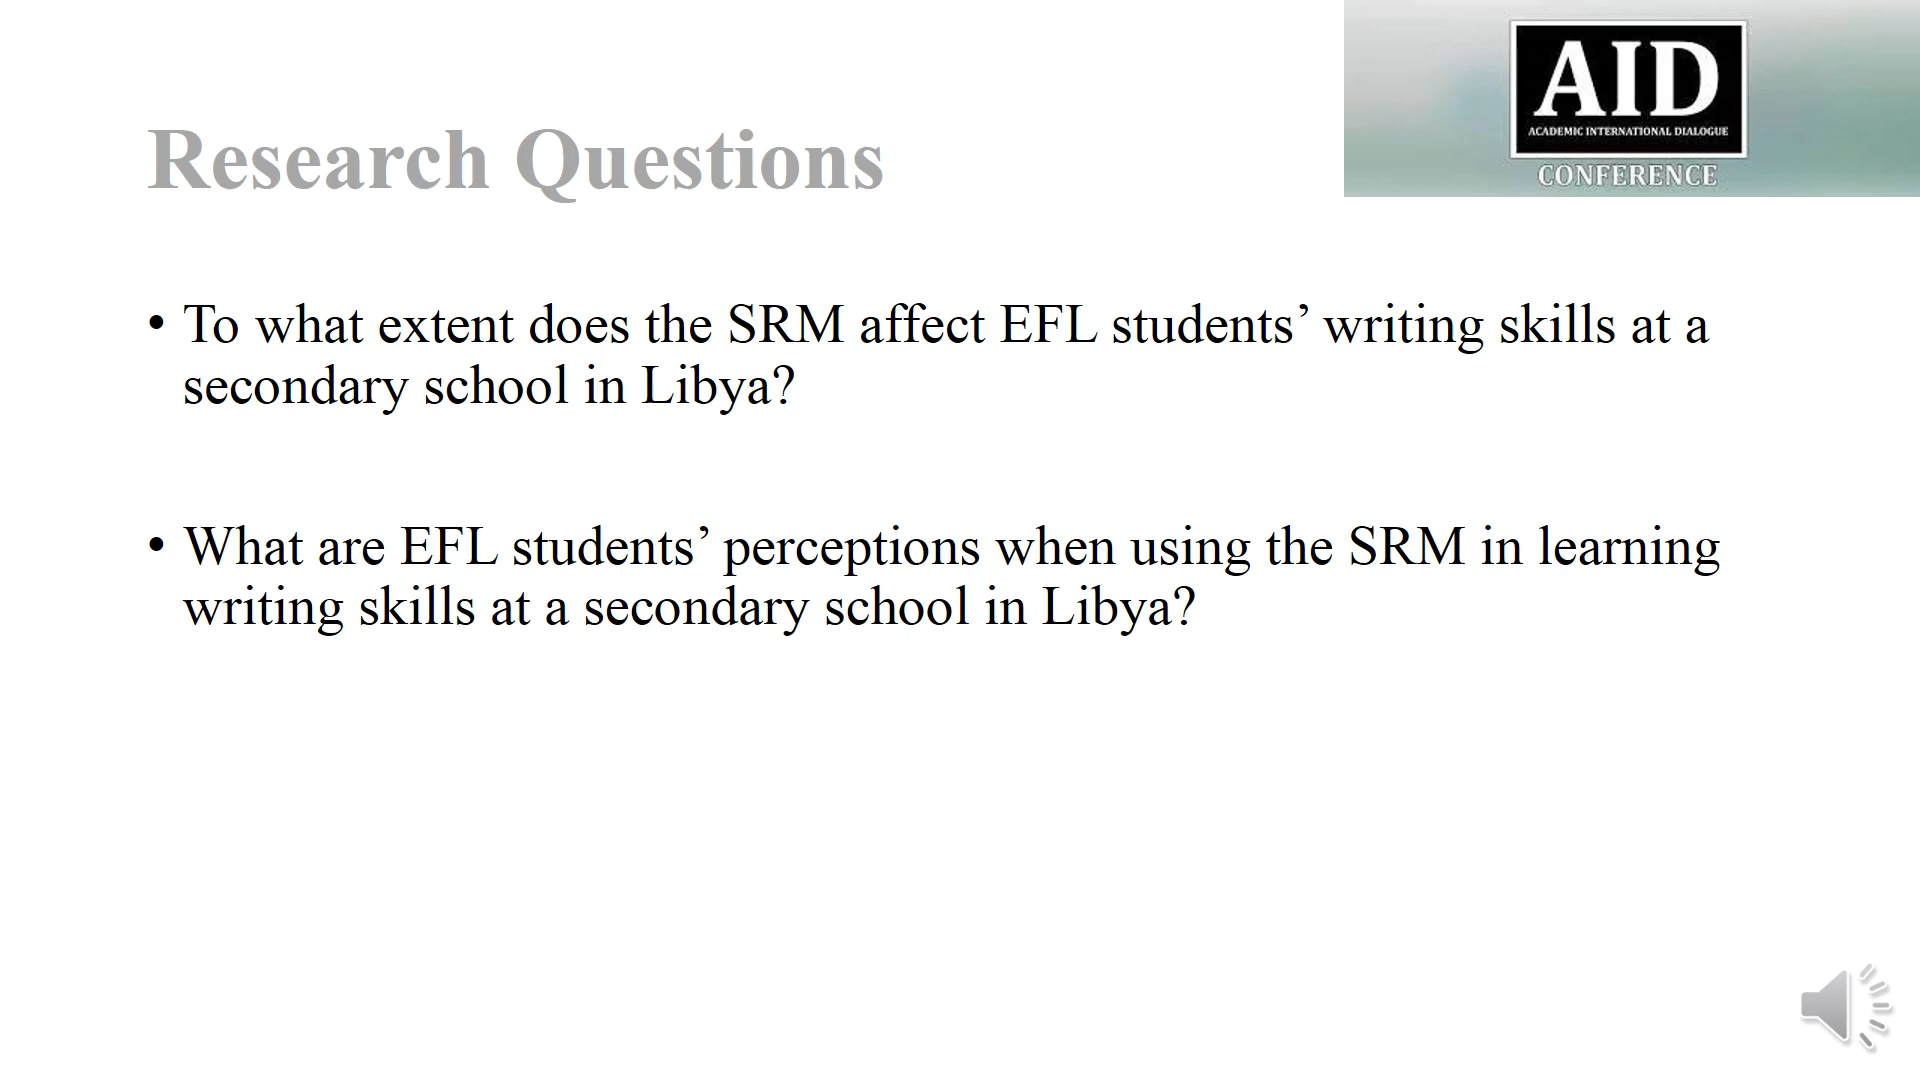 AID
ACADEMIC INTERNATIONAL DIALOGUE
CONFERENCE
Research Questions
• To what extent does the SRM affect EFL students’ writing skills at a
secondary school in Libya?
• What are EFL students’ perceptions when using the SRM in learning
writing skills at a secondary school in Libya?